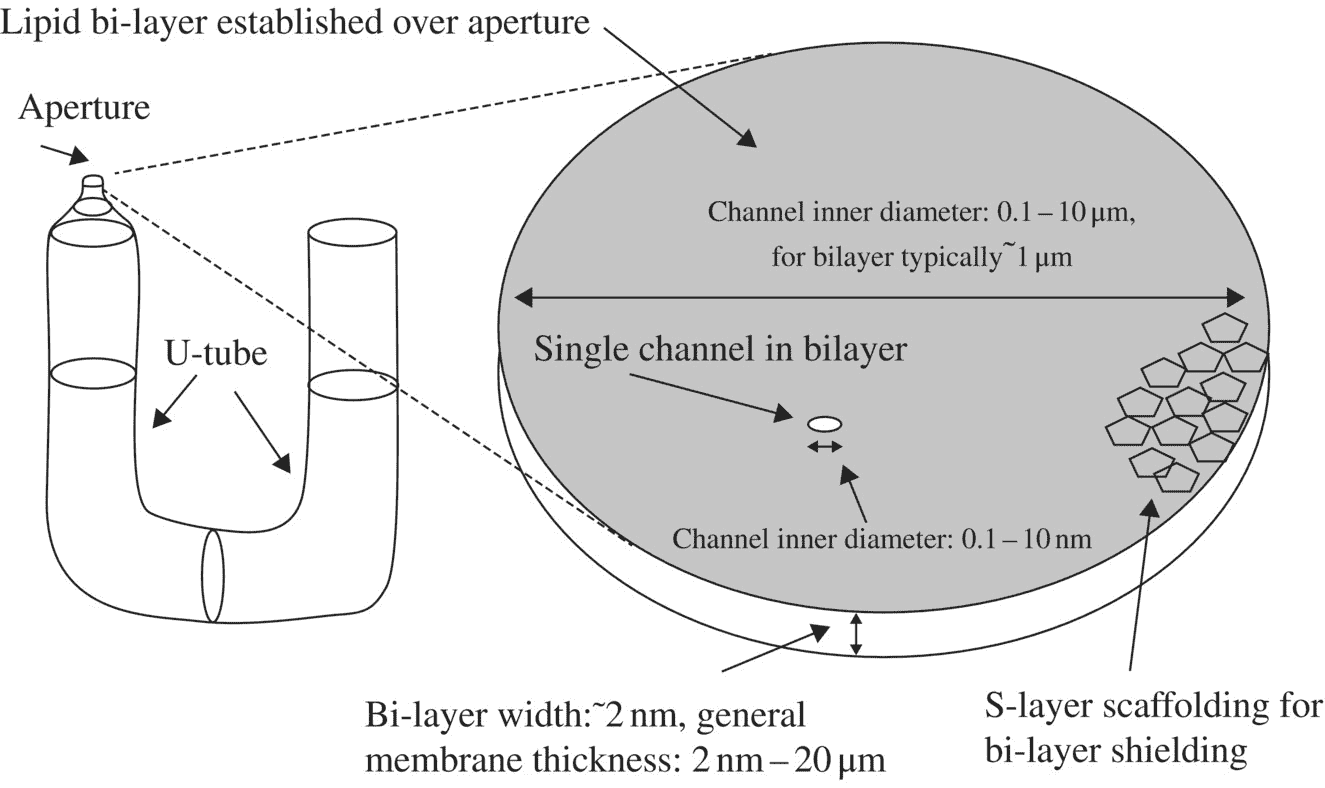 Lipid bi-layer established over aperture
Aperture
Channel inner diameter: 0.1 – 10 μm,
for bilayer typically ~1 μm
U-tube
Single channel in bilayer
Channel inner diameter: 0.1 – 10 nm
Bi-layer width:~2 nm, general
membrane thickness: 2 nm – 20 μm
S-layer scaffolding for
bi-layer shielding